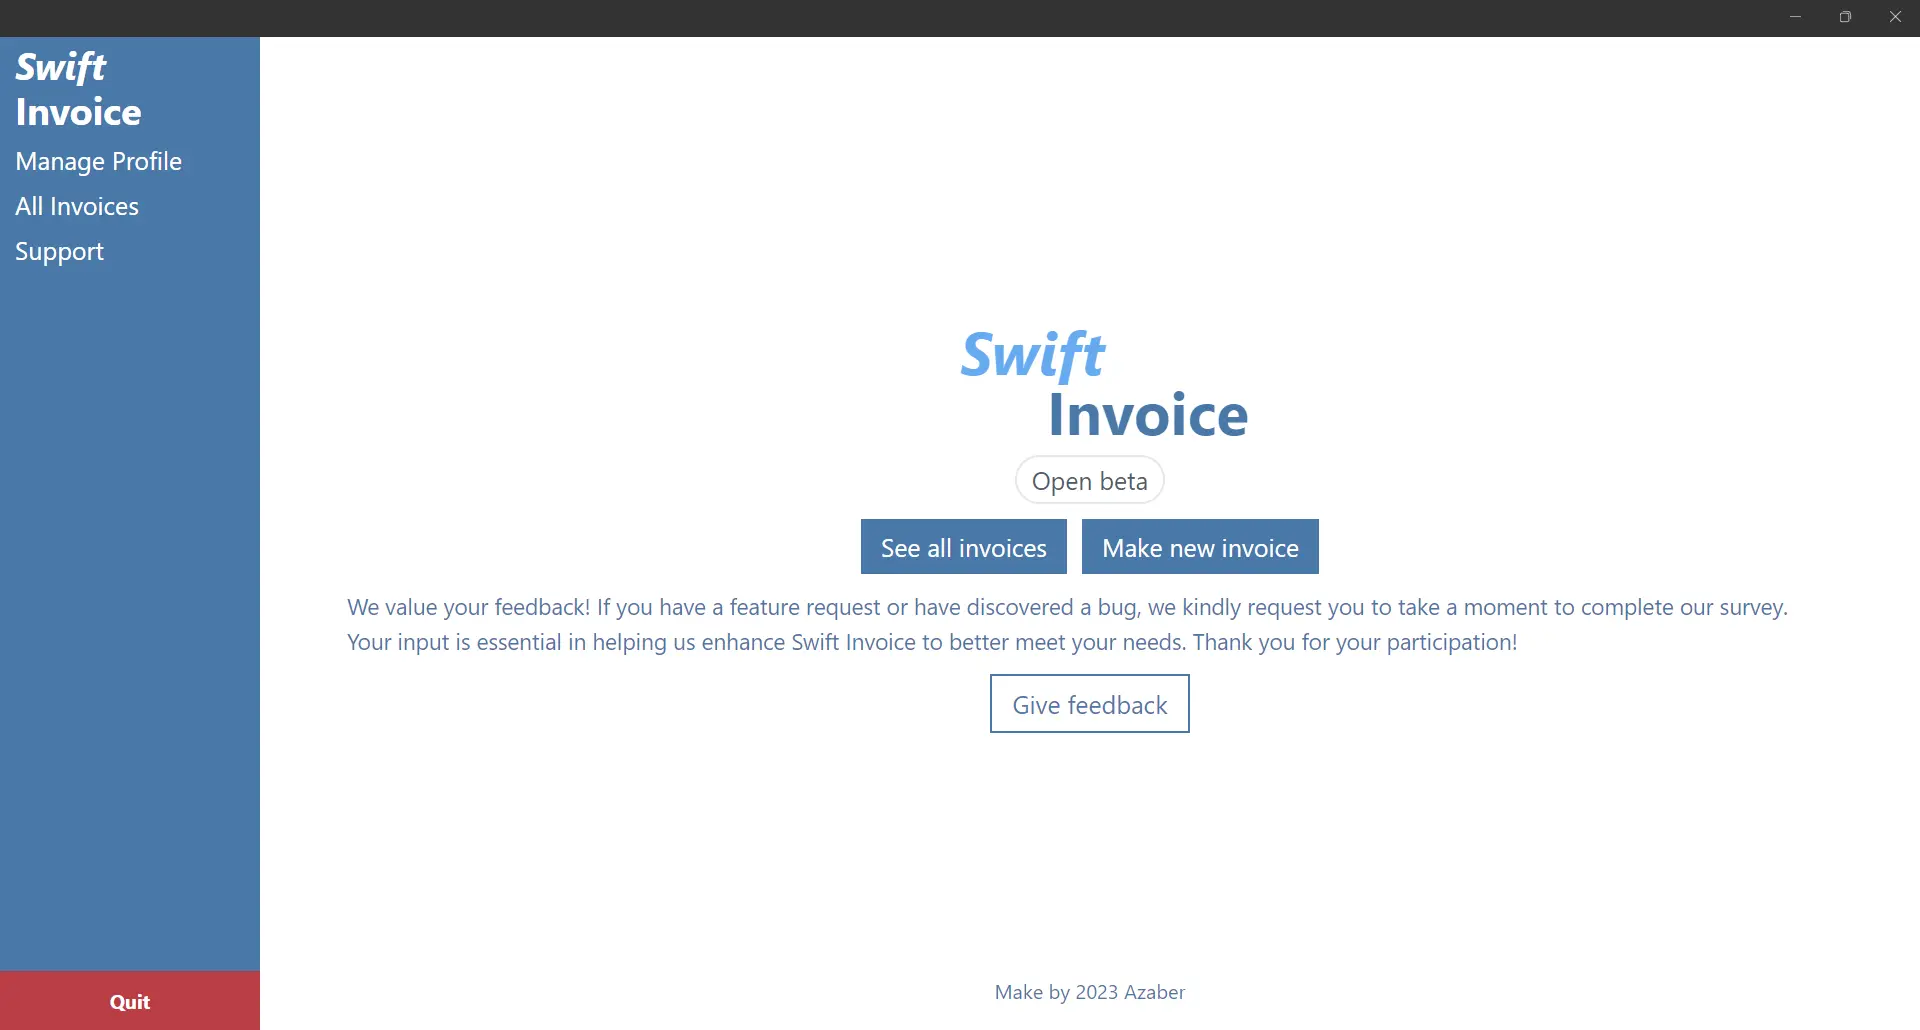 Swift
Invoice
Manage Profile
All Invoices
Support
Quit
Swift
Invoice
Open beta
See all invoices
Make new invoice
We value your feedback! If you have a feature request or have discovered a bug, we kindly request you to take a moment to complete our survey.
Your input is essential in helping us enhance Swift Invoice to better meet your needs. Thank you for your participation!
Give feedback
Make by 2023 Azaber